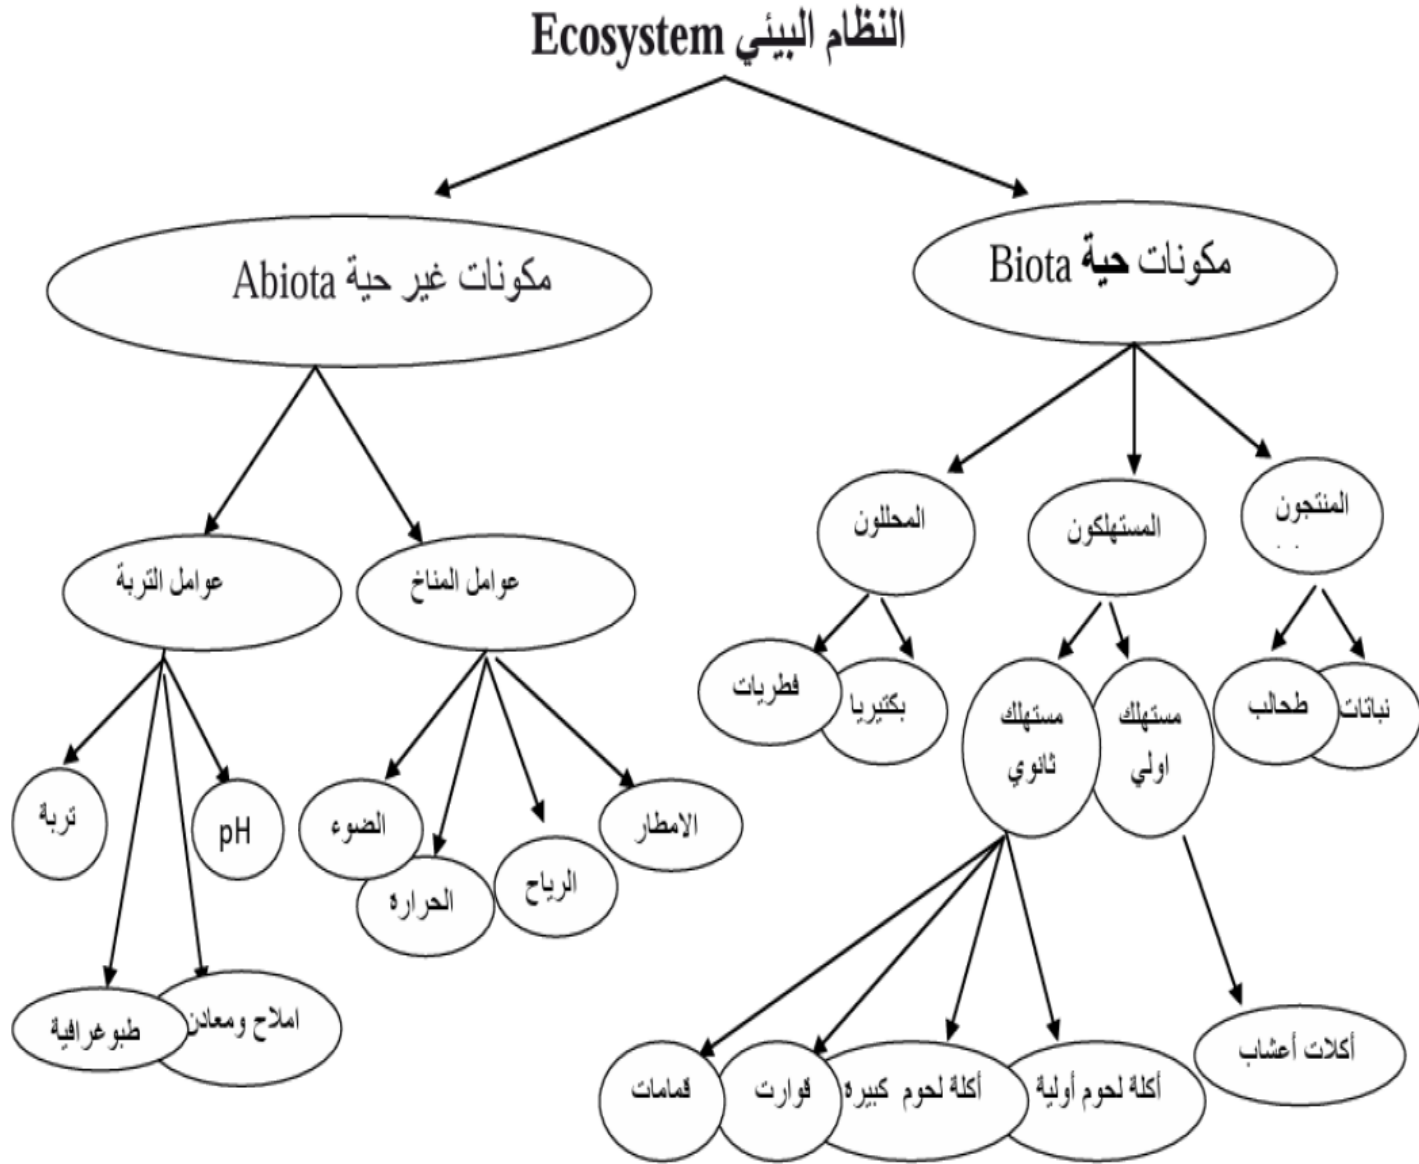 النظام البيئي Ecosystem
مكونات حية Biota
مكونات غير حية Abiota
المنتجون
المستهلكون
المحللون
عوامل المناخ
عوامل التربة
نباتات
طحالب
مستهلك
اولي
مستهلك
ثانوي
بكتيريا
فطريات
الامطار
الرياح
الحراره
الضوء
pH
تربة
املاح ومعادن
طبوغرافية
أكلات أعشاب
أكلة لحوم أولية
أكلة لحوم كبيره
قوارت
قمامات